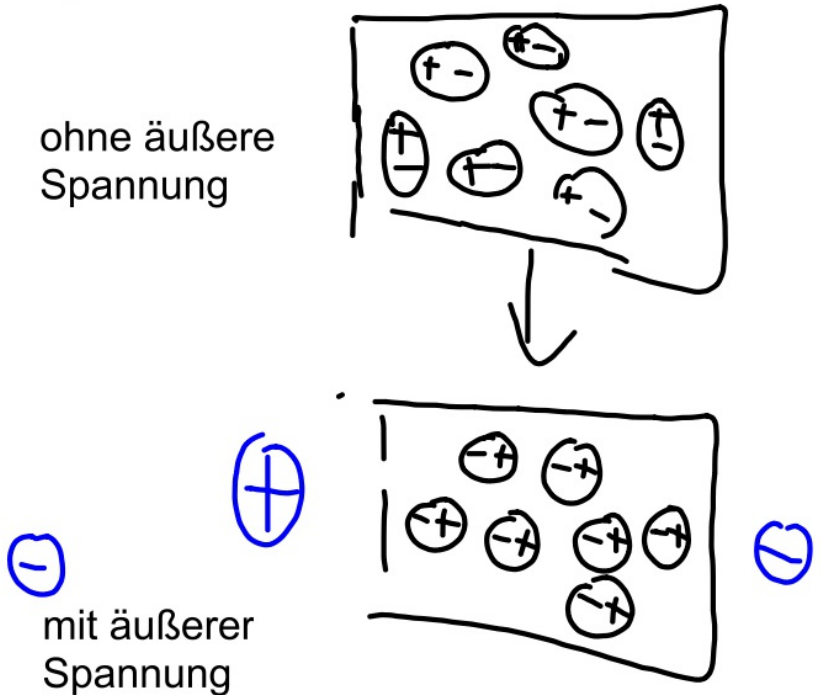 ohne äußere
Spannung
+ - + -
+ - + - + -
+ - + -
+
- - + - +
- + - + - + - + -
- +
mit äußerer
Spannung